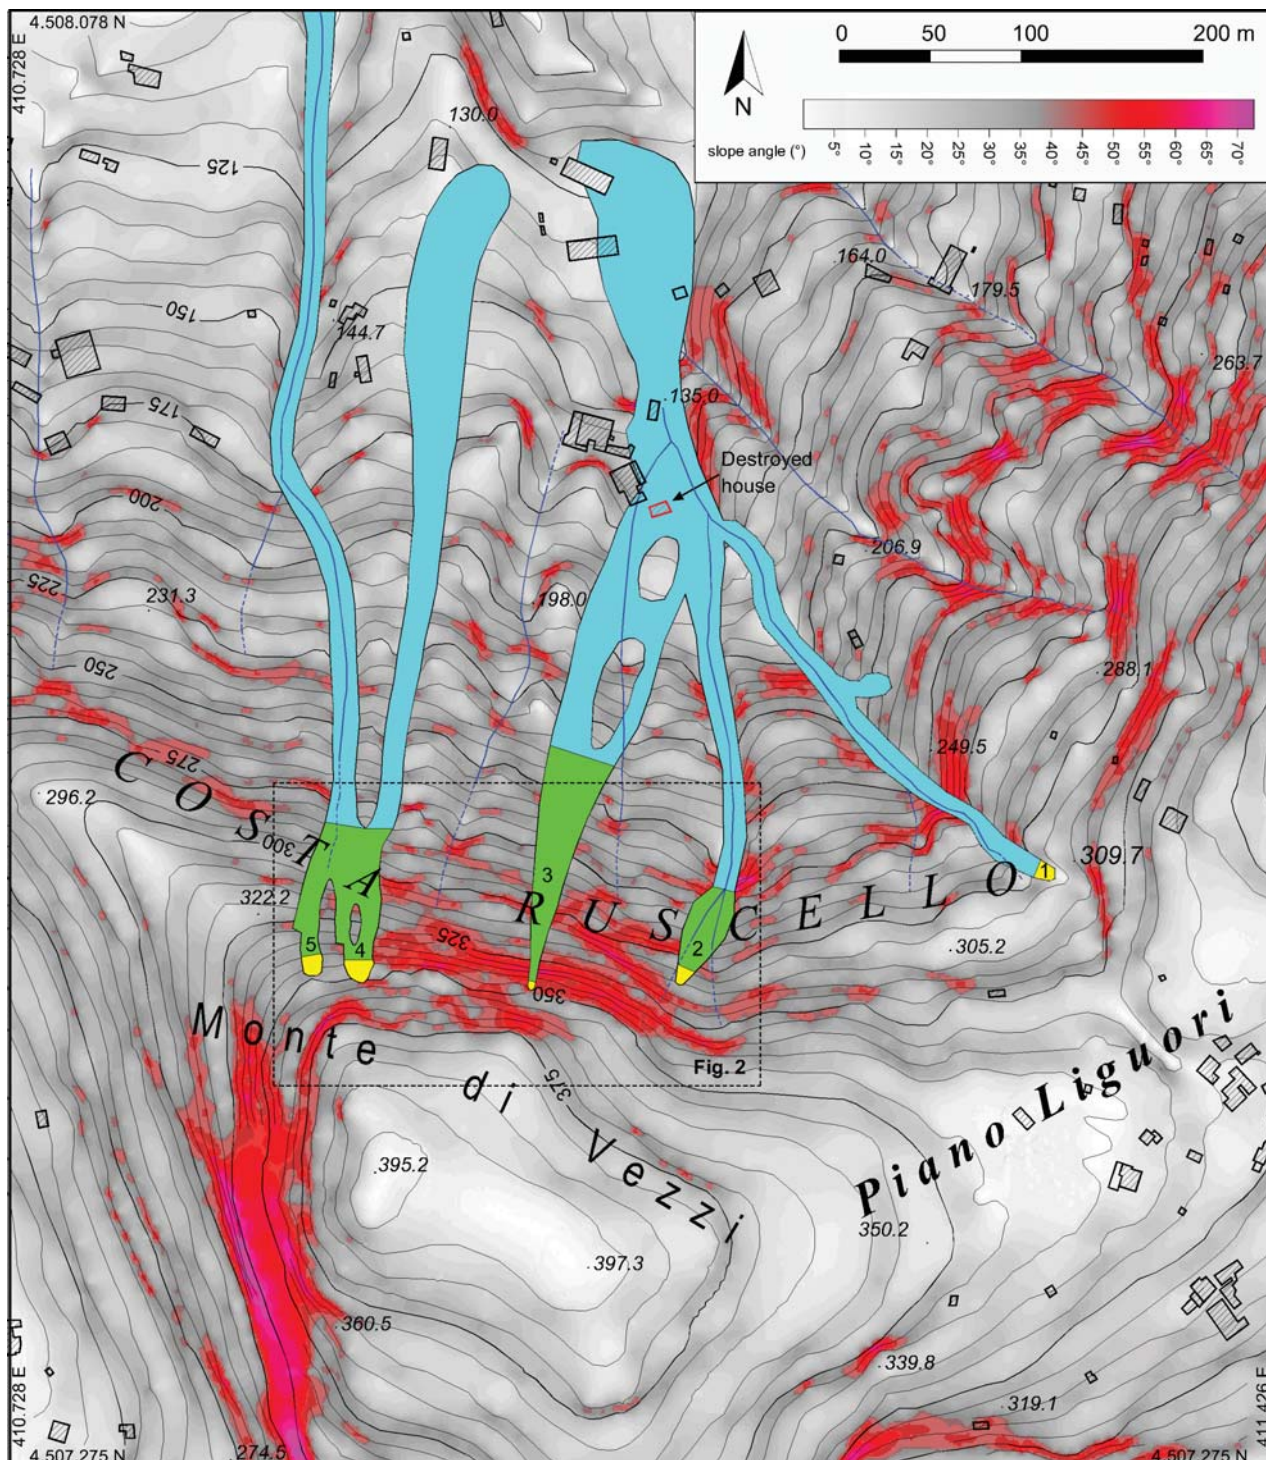 4.508.078 N
410.728 E
0 50 100 200 m
N
slope angle (°)
5° 10° 15° 20° 25° 30° 35° 40° 45° 50° 55° 60° 65° 70°
130.0
125
164.0
179.5
150
144.7
263.7
135.0
175
Destroyed
house
200
206.9
225
231.3
198.0
250
288.1
249.5
275
296.2
COSTA RUSCELLO
300
309.7
1
3
322.2
325
305.2
5
4
2
350
Monte di Vezzi
Fig. 2
375
Piano Liguori
395.2
350.2
397.3
360.5
339.8
319.1
410.728 E
274.5
4.507.275 N
4.507.275 N
411.426 E